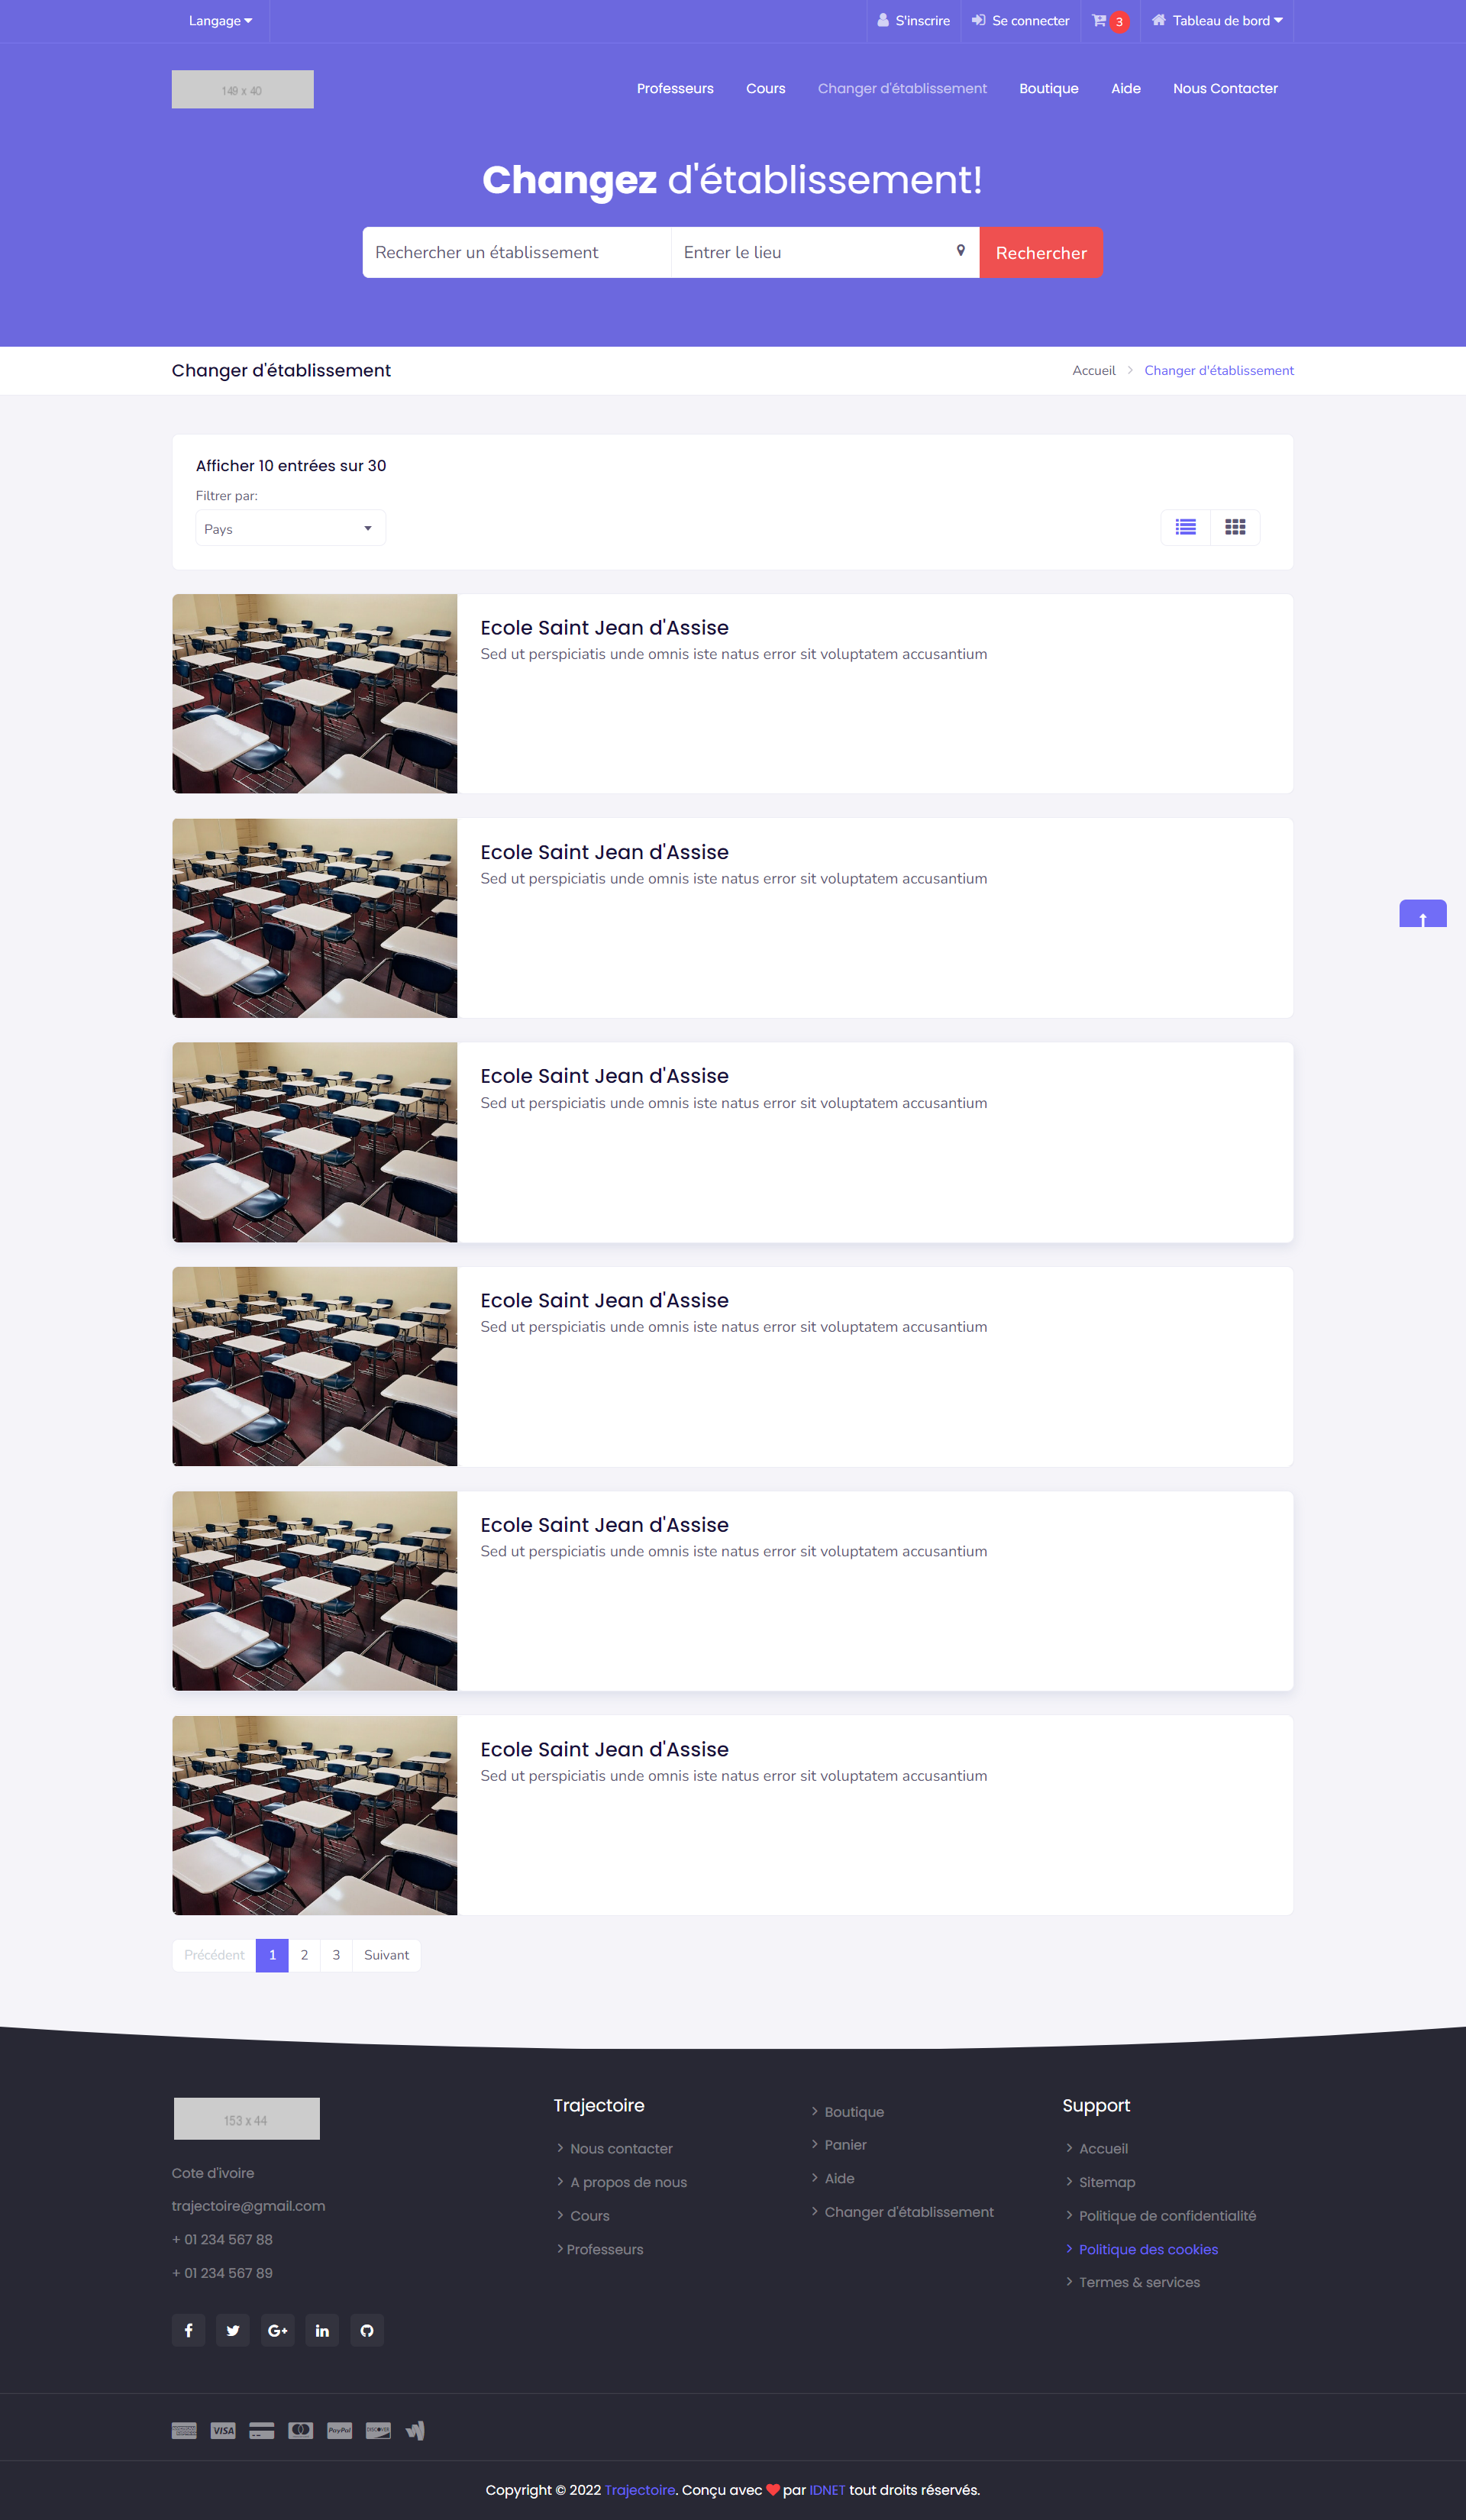 Langage
S'inscrire
Se connecter
3
Tableau de bord
149 x 40
Professeurs
Cours
Changer d'établissement
Boutique
Aide
Nous Contacter
Changez d'établissement!
Rechercher un établissement
Entrer le lieu
Rechercher
Changer d'établissement
Accueil
Changer d'établissement
Afficher 10 entrées sur 30
Filtrer par:
Pays
Ecole Saint Jean d'Assise
Sed ut perspiciatis unde omnis iste natus error sit voluptatem accusantium
Ecole Saint Jean d'Assise
Sed ut perspiciatis unde omnis iste natus error sit voluptatem accusantium
Ecole Saint Jean d'Assise
Sed ut perspiciatis unde omnis iste natus error sit voluptatem accusantium
Ecole Saint Jean d'Assise
Sed ut perspiciatis unde omnis iste natus error sit voluptatem accusantium
Ecole Saint Jean d'Assise
Sed ut perspiciatis unde omnis iste natus error sit voluptatem accusantium
Ecole Saint Jean d'Assise
Sed ut perspiciatis unde omnis iste natus error sit voluptatem accusantium
Précédent
1
2
3
Suivant
153 x 44
Cote d'ivoire
trajectoire@gmail.com
+ 01 234 567 88
+ 01 234 567 89
Trajectoire
Nous contacter
A propos de nous
Cours
Professeurs
Boutique
Panier
Aide
Changer d'établissement
Support
Accueil
Sitemap
Politique de confidentialité
Politique des cookies
Termes & services
VISA
PayPal
DISCOVER
Copyright © 2022 Trajectoire. Conçu avec ❤ par IDNET tout droits réservés.